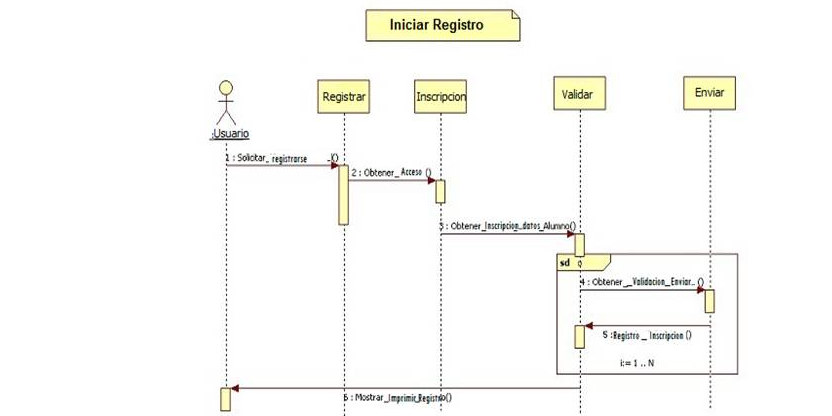 Iniciar Registro
Registrar
Inscripcion
Validar
Enviar
:Usuario
1 : Solicitar_ registrarse _()
2 : Obtener_ Acceso ()
3 : Obtener_Inscripcion_datos_Alumno()
sd
4 : Obtener__Validacion_Enviar.. ()
5 :Registro _ Inscripcion ()
i:= 1 .. N
6 : Mostrar_Imprimir_Registro()